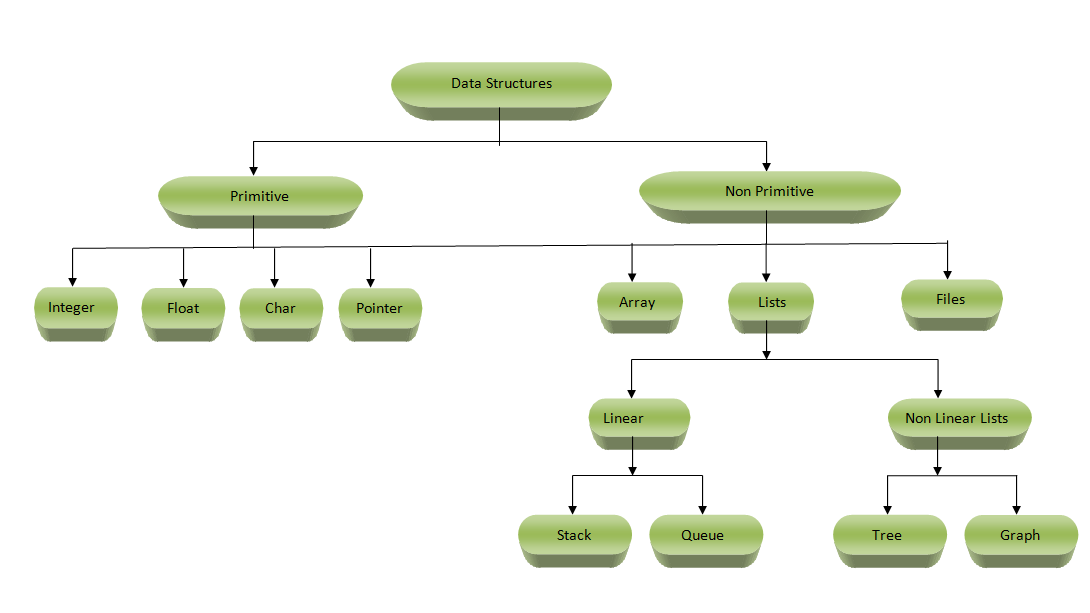 Data Structures
Primitive
Non Primitive
Integer
Float
Char
Pointer
Array
Lists
Files
Linear
Non Linear Lists
Stack
Queue
Tree
Graph